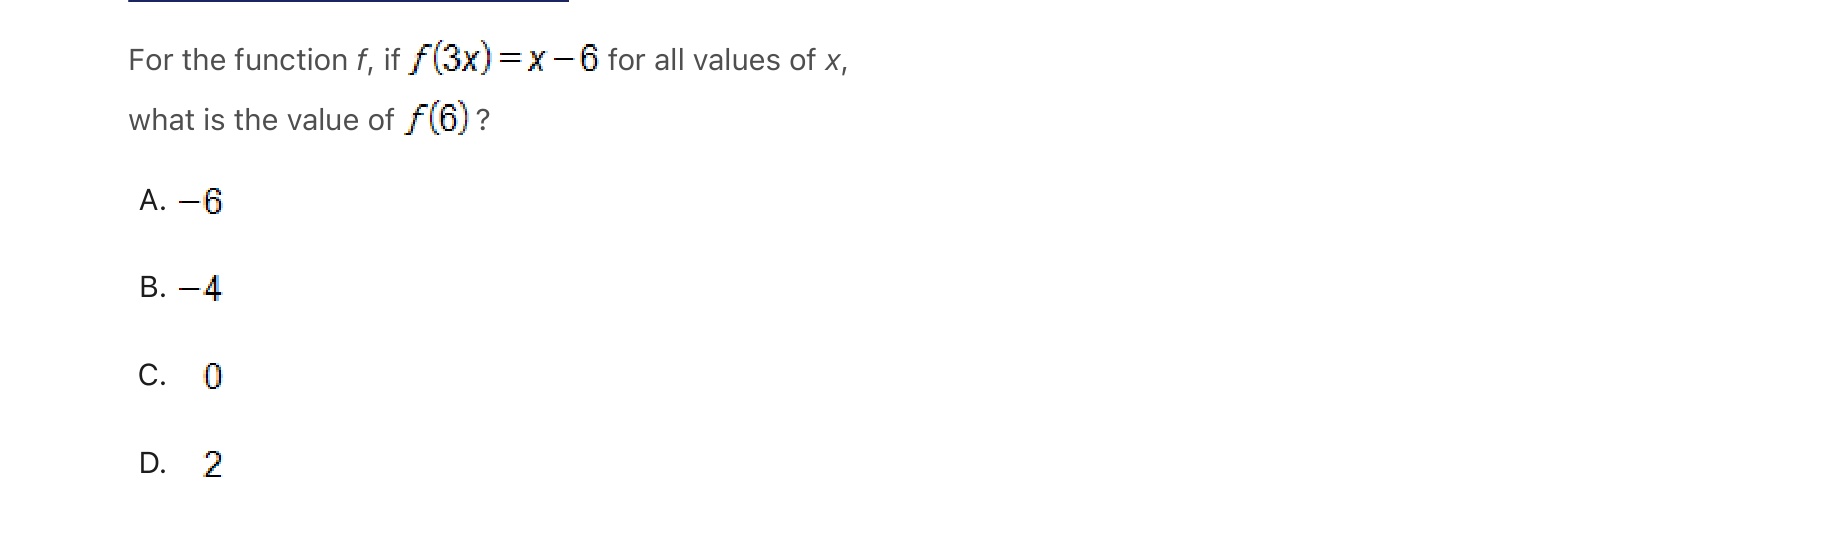 For the function f, if f(3x)=x−6 for all values of x,
what is the value of f(6)?
A. −6
B. −4
C. 0
D. 2